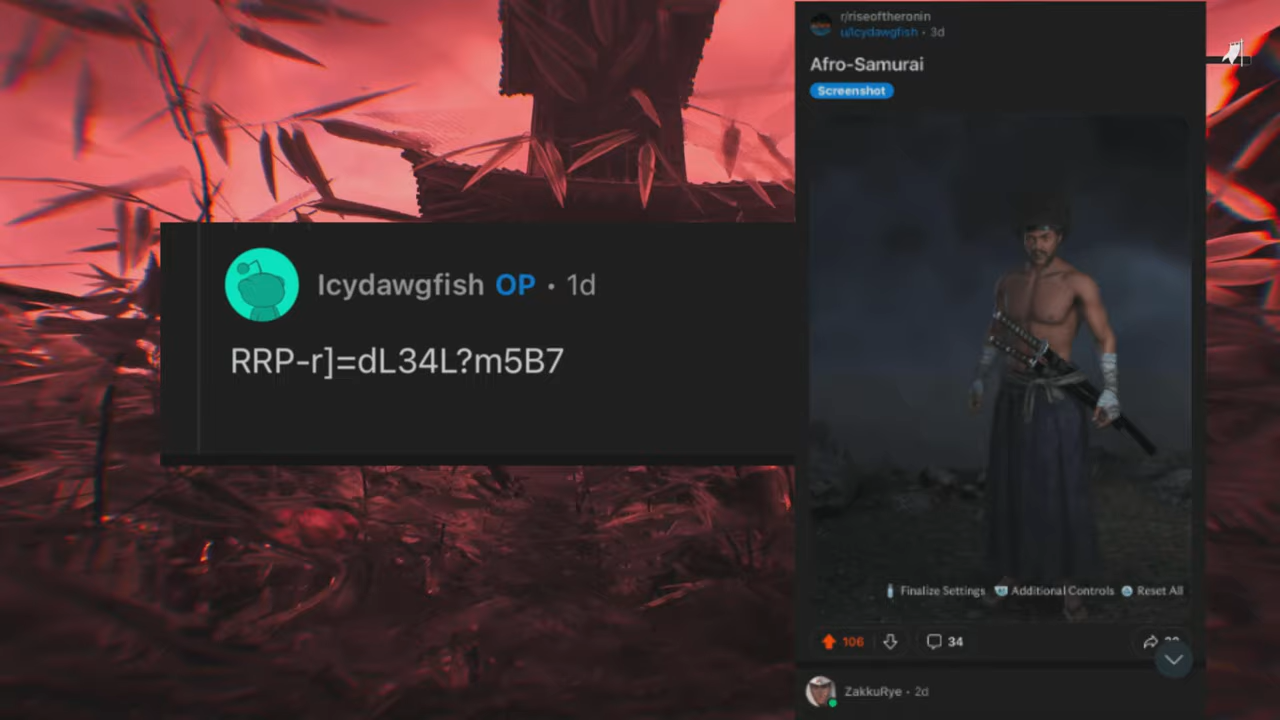 Icydawgfish OP • 1d
RRP-r]=dL34L?m5B7
r/riseoftheronin
u/Icydawgfish • 3d
Afro-Samurai
Screenshot
Finalize Settings Additional Controls Reset All
106 34
ZakkuRye • 2d